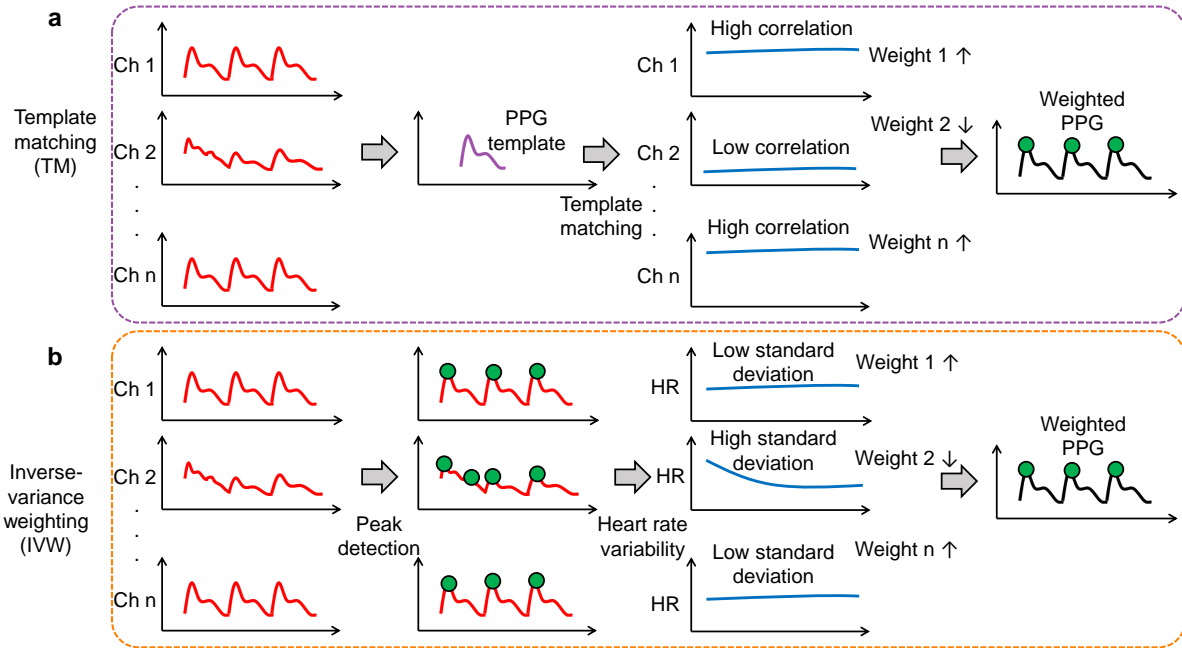 a
Template
matching
(TM)
Ch 1
Ch 2
.
.
.
Ch n
PPG
template
Template
matching
Ch 1
High correlation
Weight 1 ↑
Ch 2
Low correlation
Weight 2 ↓
.
.
.
Ch n
High correlation
Weight n ↑
Weighted
PPG
b
Inverse-
variance
weighting
(IVW)
Ch 1
Ch 2
.
.
.
Ch n
Peak
detection
Heart rate
variability
HR
Low standard
deviation
Weight 1 ↑
HR
High standard
deviation
Weight 2 ↓
HR
Low standard
deviation
Weight n ↑
Weighted
PPG